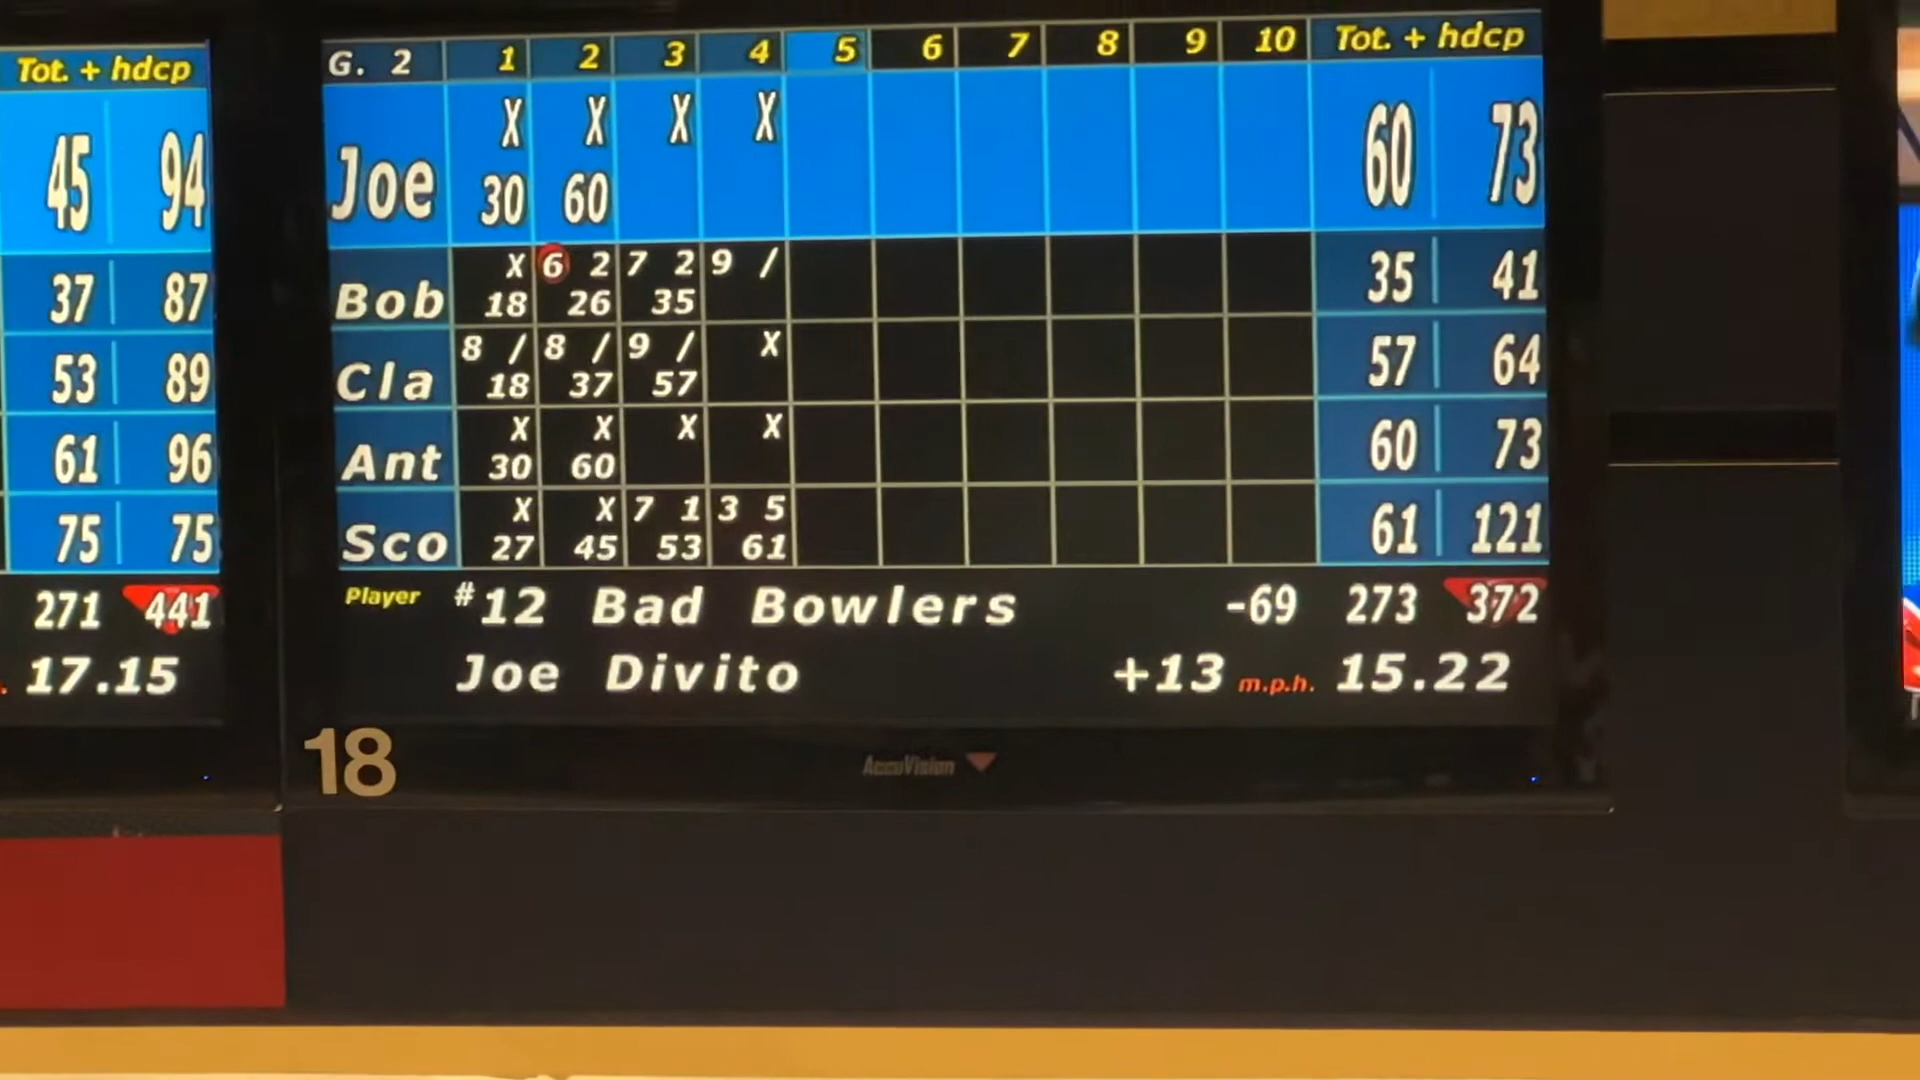 Tot. + hdcp
45 94
37 87
53 89
61 96
75 75
271 441
17.15
G. 2 1 2 3 4 5 6 7 8 9 10 Tot. + hdcp
X X X X
Joe 30 60 60 73
X 6 2 7 2 9 /
Bob 18 26 35 35 41
8 / 8 / 9 / X
Cla 18 37 57 57 64
X X X X
Ant 30 60 60 73
X X 7 1 3 5
Sco 27 45 53 61 61 121
Player #12 Bad Bowlers -69 273 372
Joe Divito +13 m.p.h. 15.22
18
AccuVision